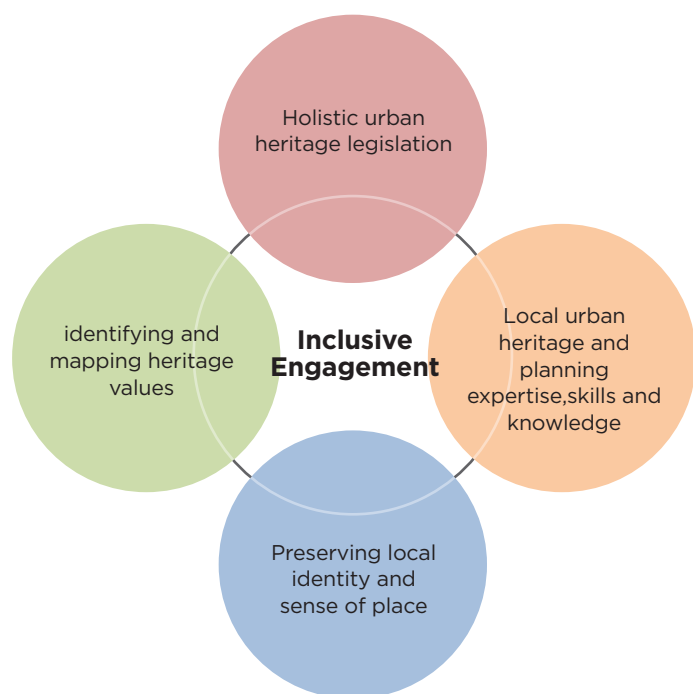 Holistic urban
heritage legislation
identifying and
mapping heritage
values
Inclusive
Engagement
Local urban
heritage and
planning
expertise,skills and
knowledge
Preserving local
identity and
sense of place